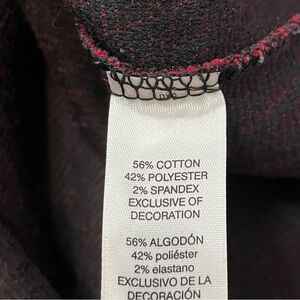 56% COTTON
42% POLYESTER
2% SPANDEX
EXCLUSIVE OF
DECORATION
56% ALGODÓN
42% poliéster
2% elastano
EXCLUSIVO DE LA
DECORACIÓN